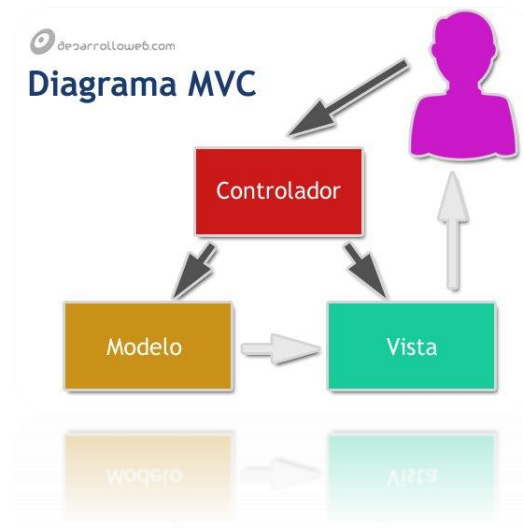 desarrolloweb.com
Diagrama MVC
Controlador
Modelo
Vista